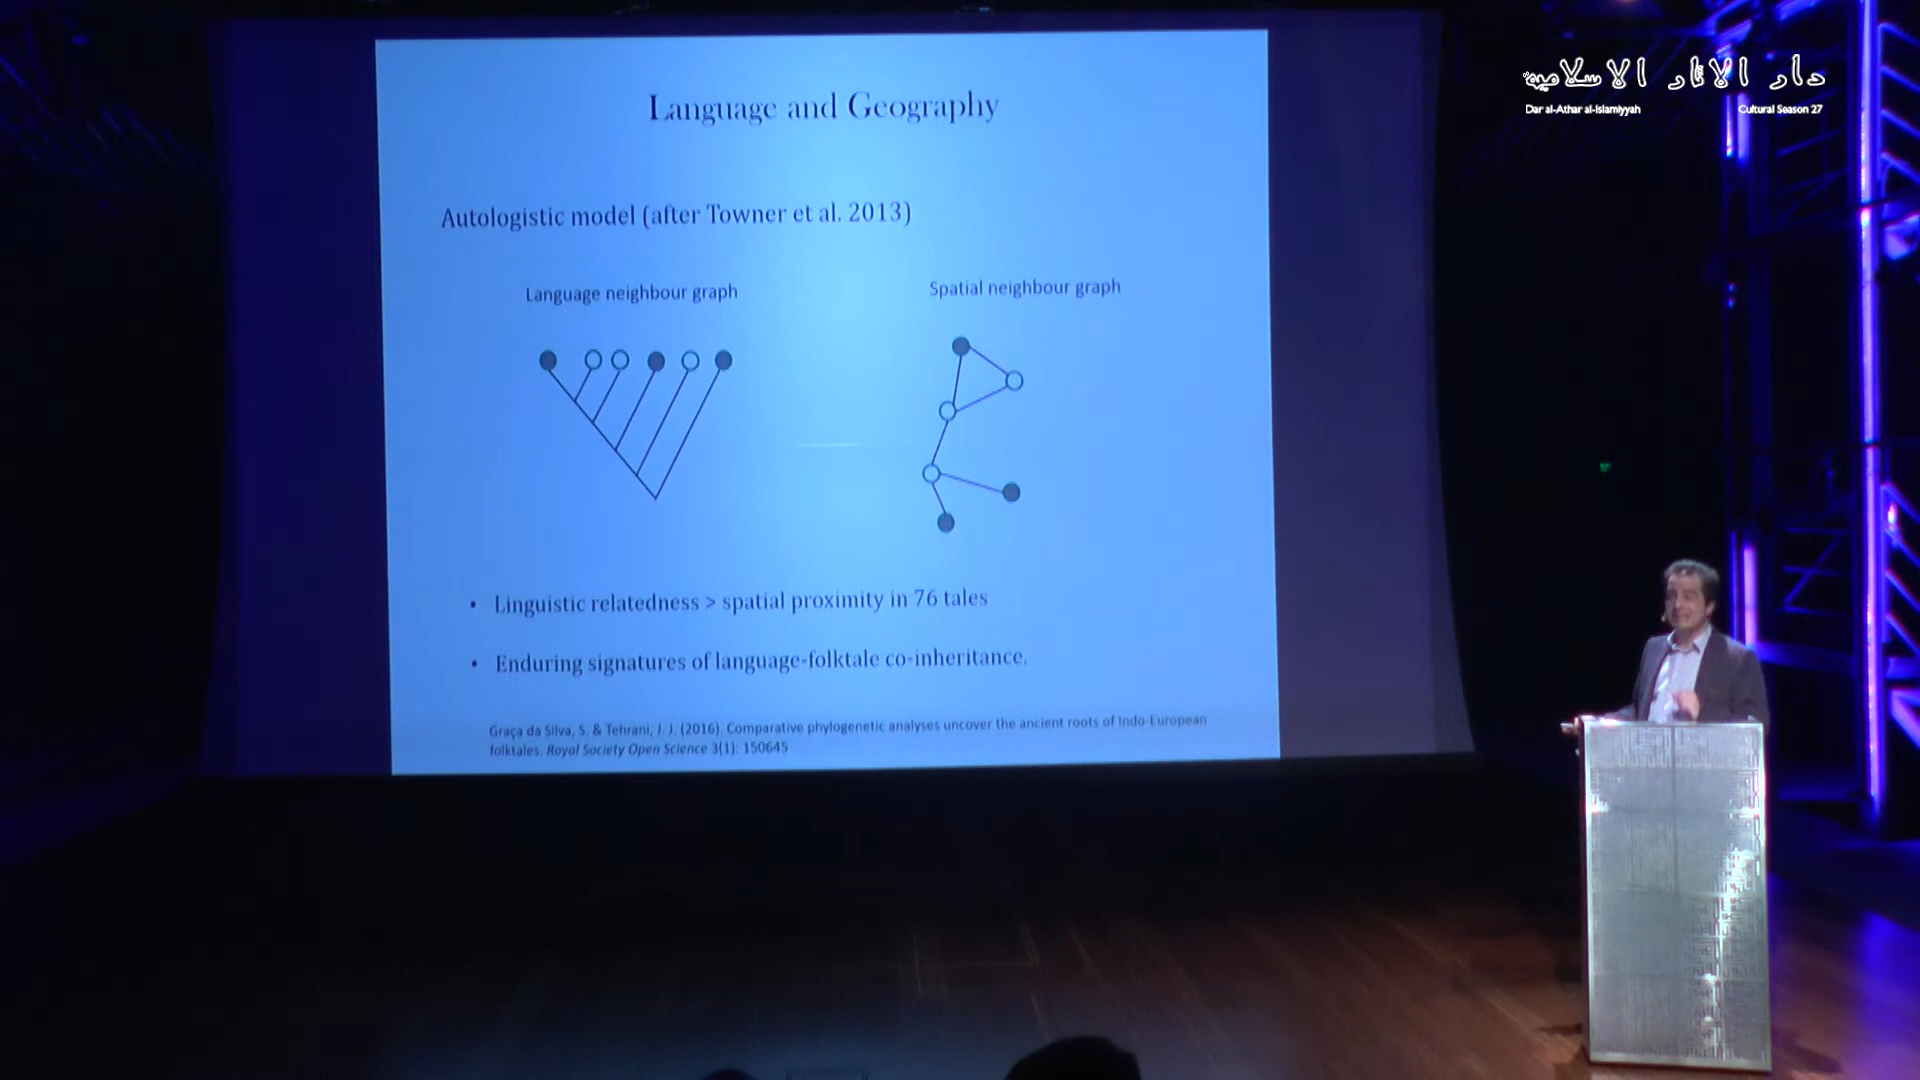 Language and Geography
Autologistic model (after Towner et al. 2013)
Language neighbour graph
Spatial neighbour graph
• Linguistic relatedness > spatial proximity in 76 tales
• Enduring signatures of language-folktale co-inheritance.
Graça da Silva, S. & Tehrani, J. J. (2016). Comparative phylogenetic analyses uncover the ancient roots of Indo-European
folktales. Royal Society Open Science 3(1): 150645
دار الاثار الاسلاميه
Dar al-Athar al-Islamiyyah
Cultural Season 27